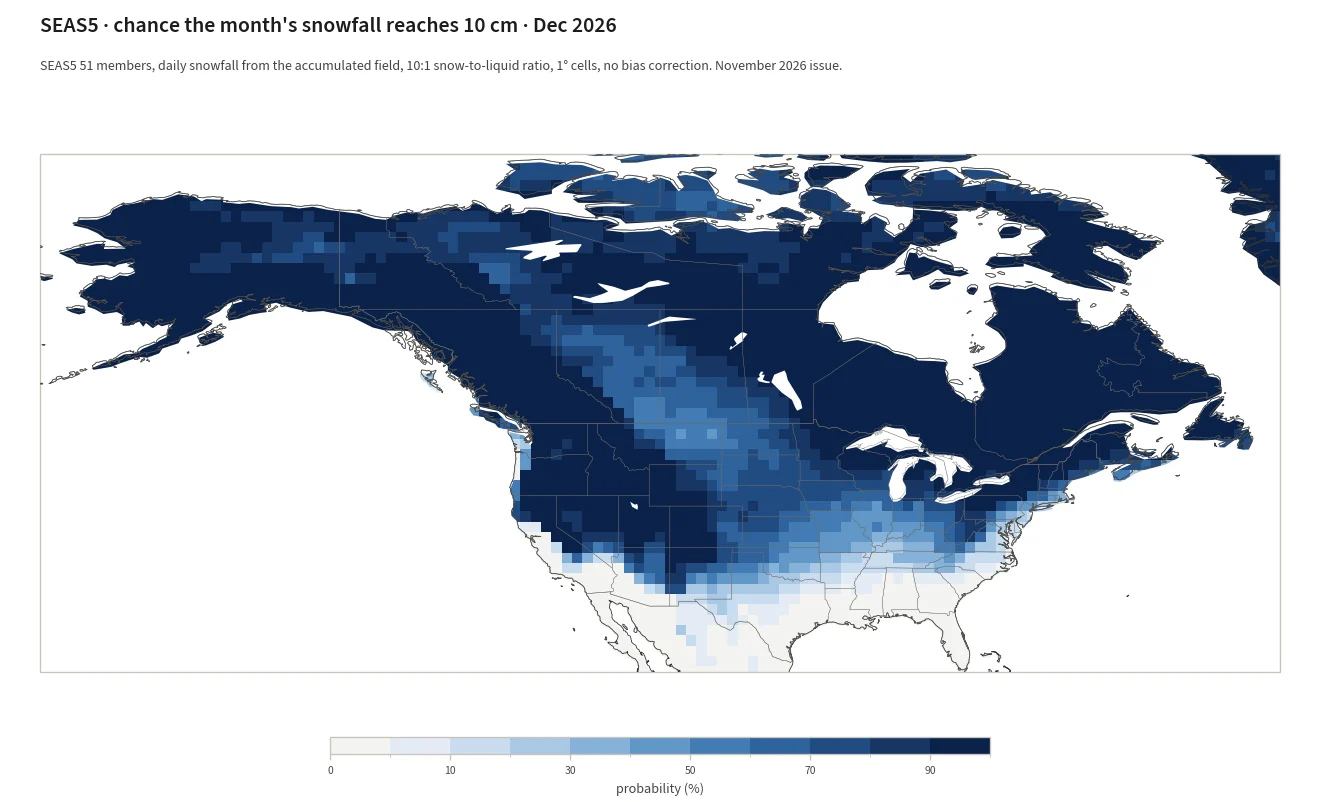 SEAS5 · chance the month's snowfall reaches 10 cm · Dec 2026
SEAS5 51 members, daily snowfall from the accumulated field, 10:1 snow-to-liquid ratio, 1° cells, no bias correction. November 2026 issue.
0 10 30 50 70 90
probability (%)